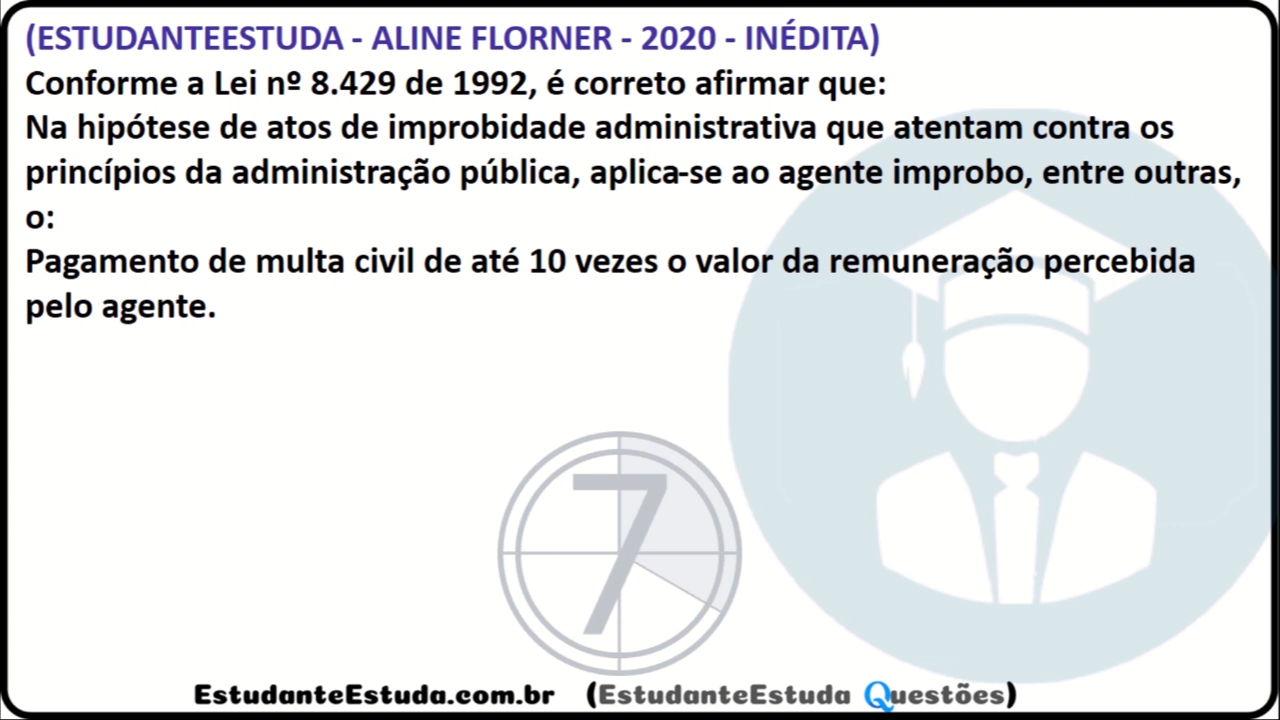 (ESTUDANTEESTUDA - ALINE FLORNER - 2020 - INÉDITA)
Conforme a Lei nº 8.429 de 1992, é correto afirmar que:
Na hipótese de atos de improbidade administrativa que atentam contra os
princípios da administração pública, aplica-se ao agente improbo, entre outras,
o:
Pagamento de multa civil de até 10 vezes o valor da remuneração percebida
pelo agente.
7
EstudanteEstuda.com.br (EstudanteEstuda Questões)